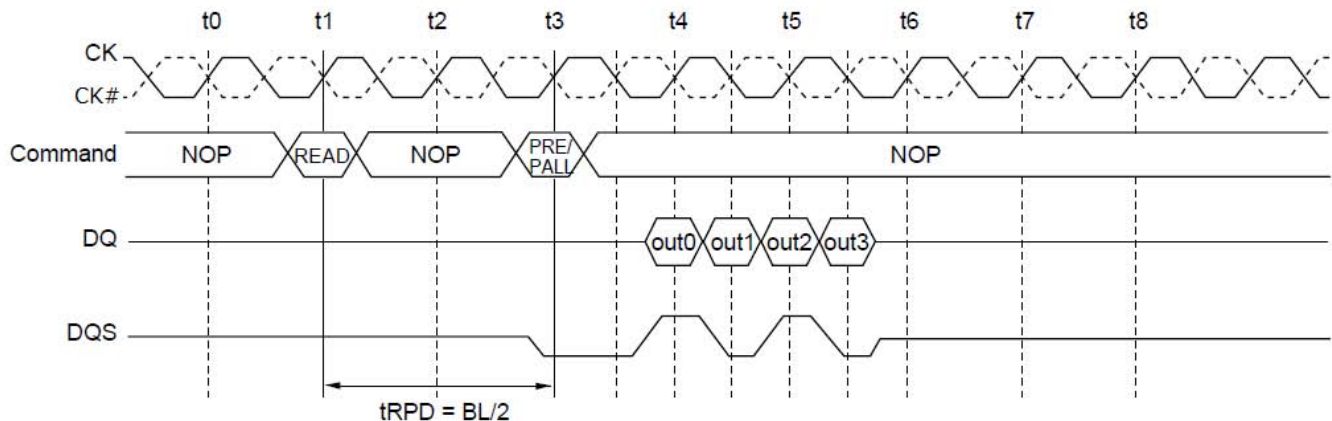 t0 t1 t2 t3 t4 t5 t6 t7 t8
CK
CK#
Command NOP READ NOP PRE/ PALL NOP
DQ out0 out1 out2 out3
DQS
tRPD = BL/2